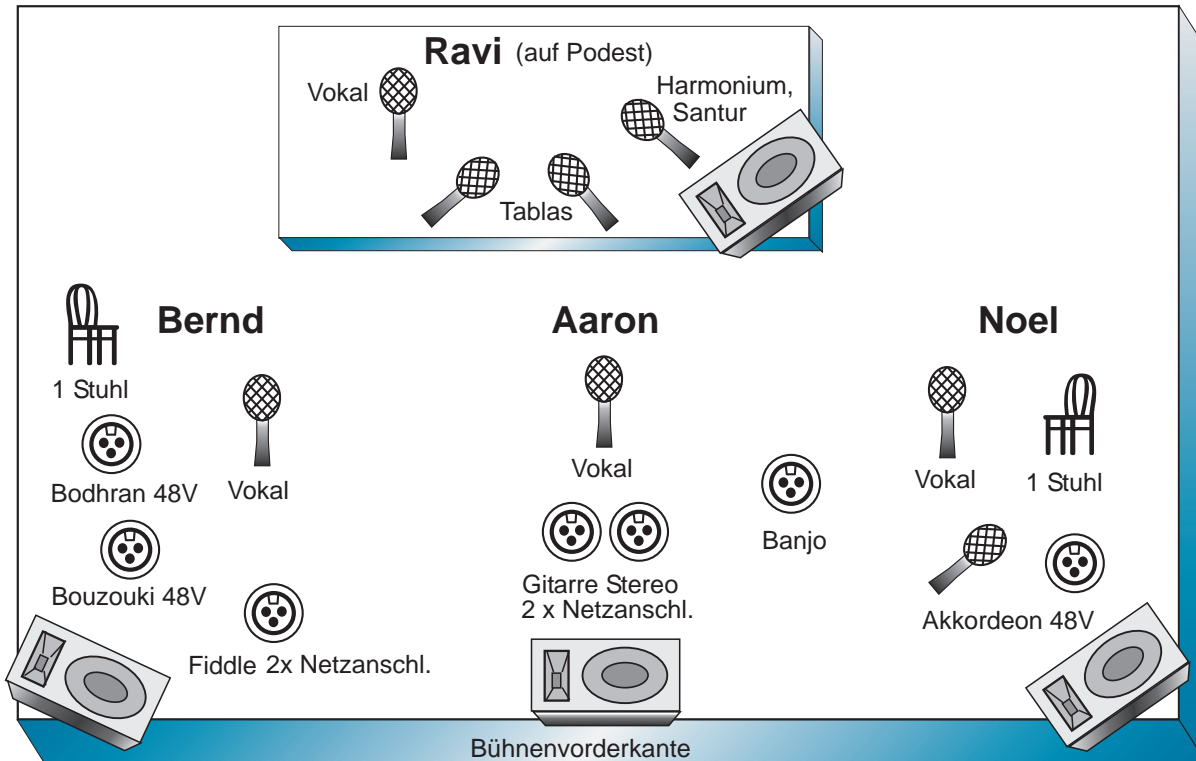 Ravi (auf Podest)
Vokal
Harmonium,
Santur
Tablas
Bernd
Aaron
Noel
1 Stuhl
Bodhran 48V
Vokal
Bouzouki 48V
Fiddle 2x Netzanschl.
Vokal
Gitarre Stereo
2 x Netzanschl.
Banjo
Vokal
1 Stuhl
Akkordeon 48V
Bühnenvorderkante